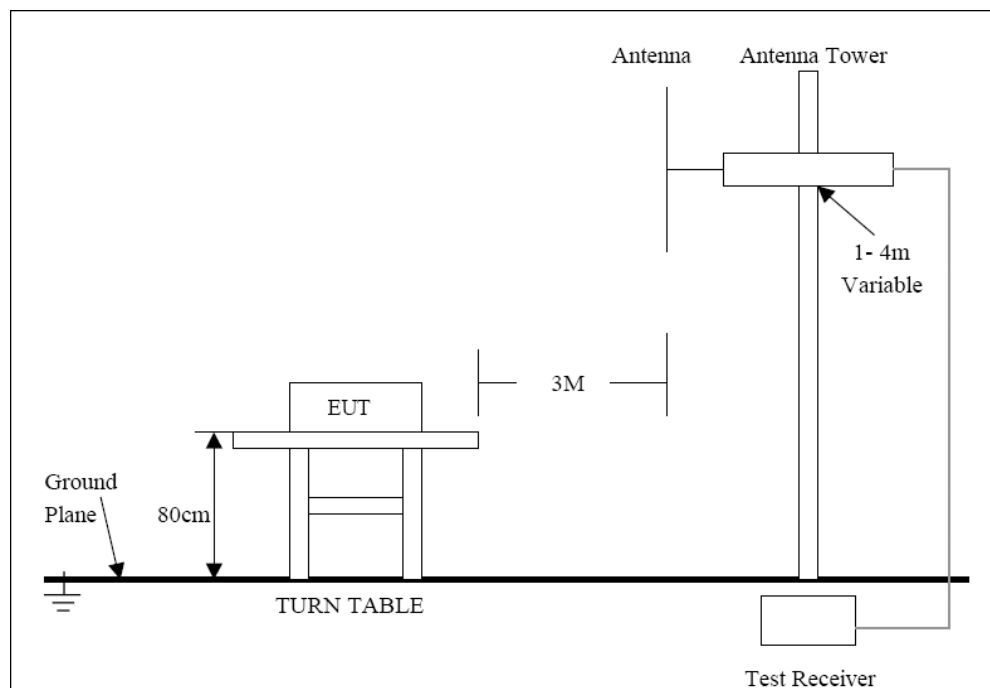 Antenna
Antenna Tower
1- 4m
Variable
3M
EUT
Ground
Plane
80cm
TURN TABLE
Test Receiver